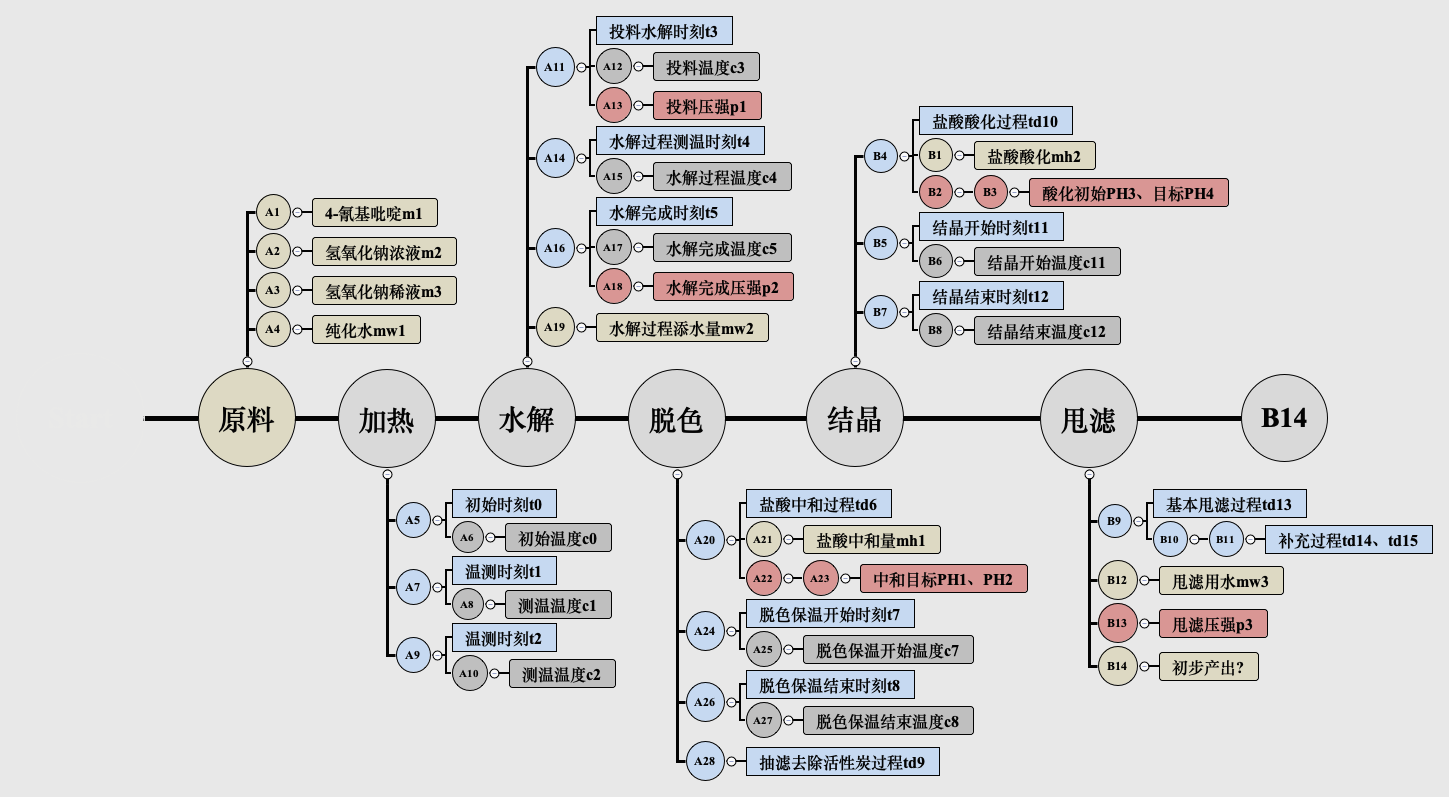 A1
4-氰基吡啶m1
A2
氢氧化钠浓液m2
A3
氢氧化钠稀液m3
A4
纯化水mw1
原料
加热
A5
初始时刻t0
A6
初始温度c0
A7
温测时刻t1
A8
测温温度c1
A9
温测时刻t2
A10
测温温度c2
A11
投料水解时刻t3
A12
投料温度c3
A13
投料压强p1
A14
水解过程测温时刻t4
A15
水解过程温度c4
A16
水解完成时刻t5
A17
水解完成温度c5
A18
水解完成压强p2
A19
水解过程添水量mw2
水解
脱色
A20
盐酸中和过程td6
A21
盐酸中和量mh1
A22
A23
中和目标PH1、PH2
A24
脱色保温开始时刻t7
A25
脱色保温开始温度c7
A26
脱色保温结束时刻t8
A27
脱色保温结束温度c8
A28
抽滤去除活性炭过程td9
B4
盐酸酸化过程td10
B1
盐酸酸化mh2
B2
B3
酸化初始PH3、目标PH4
B5
结晶开始时刻t11
B6
结晶开始温度c11
B7
结晶结束时刻t12
B8
结晶结束温度c12
结晶
甩滤
B9
基本甩滤过程td13
B10
B11
补充过程td14、td15
B12
甩滤用水mw3
B13
甩滤压强p3
B14
初步产出?
B14